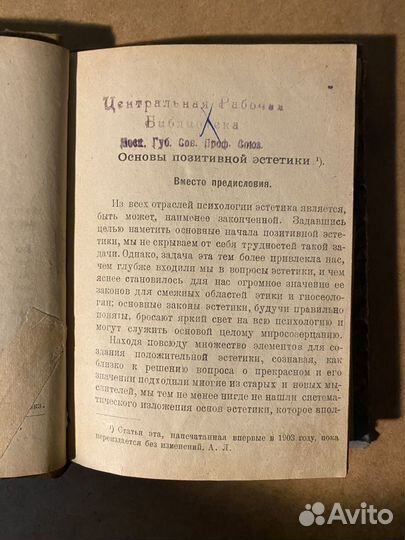 Центральная Рабочая
Библиотека
Моск. Губ. Сов. Проф. Союз.
Основы позитивной эстетики ¹).
Вместо предисловия.
Из всех отраслей психологии эстетика является,
быть может, наименее законченной. Задавшись
целью наметить основные начала позитивной эсте-
тики, мы не скрываем от себя трудностей такой за-
дачи. Однако, задача эта тем более привлекла нас,
чем глубже входили мы в вопросы эстетики, и чем
яснее становилось для нас огромное значение ее
законов для смежных областей этики и гносеоло-
гии; основные законы эстетики, будучи правильно
поняты, бросают яркий свет на всю психологию и
могут служить основой целому миросозерцанию.
Находя повсюду множество элементов для со-
здания положительной эстетики, сознавая, как
близко к решению вопроса о прекрасном и его
значении подходили многие из старых и новых мы-
слителей, мы тем не менее нигде не нашли система-
тического изложения основ эстетики, которое впол-
¹) Статья эта, напечатанная впервые в 1903 году, пока
переиздается без изменений. А. Л.
Avito